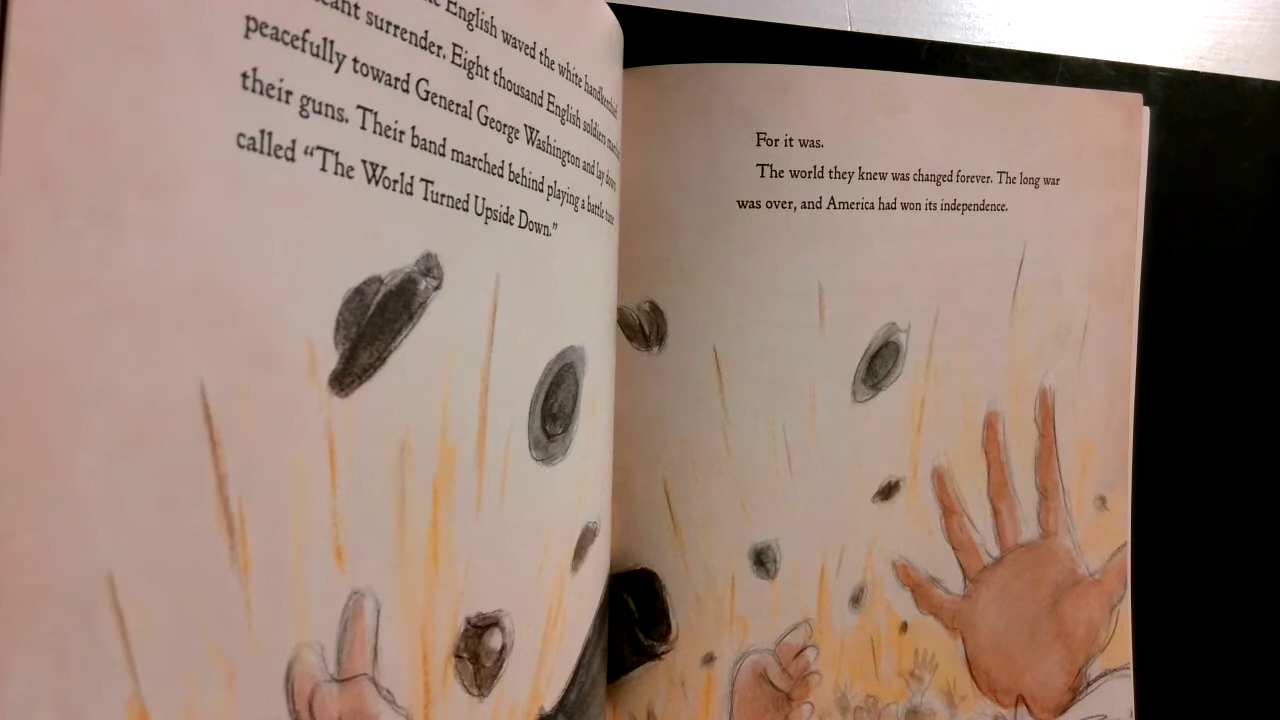 English waved the white handkerchief
surrender. Eight thousand English soldiers
peacefully toward General George Washington and lay down
their guns. Their band marched behind playing a battle tune
called “The World Turned Upside Down.”
For it was.
The world they knew was changed forever. The long war
was over, and America had won its independence.